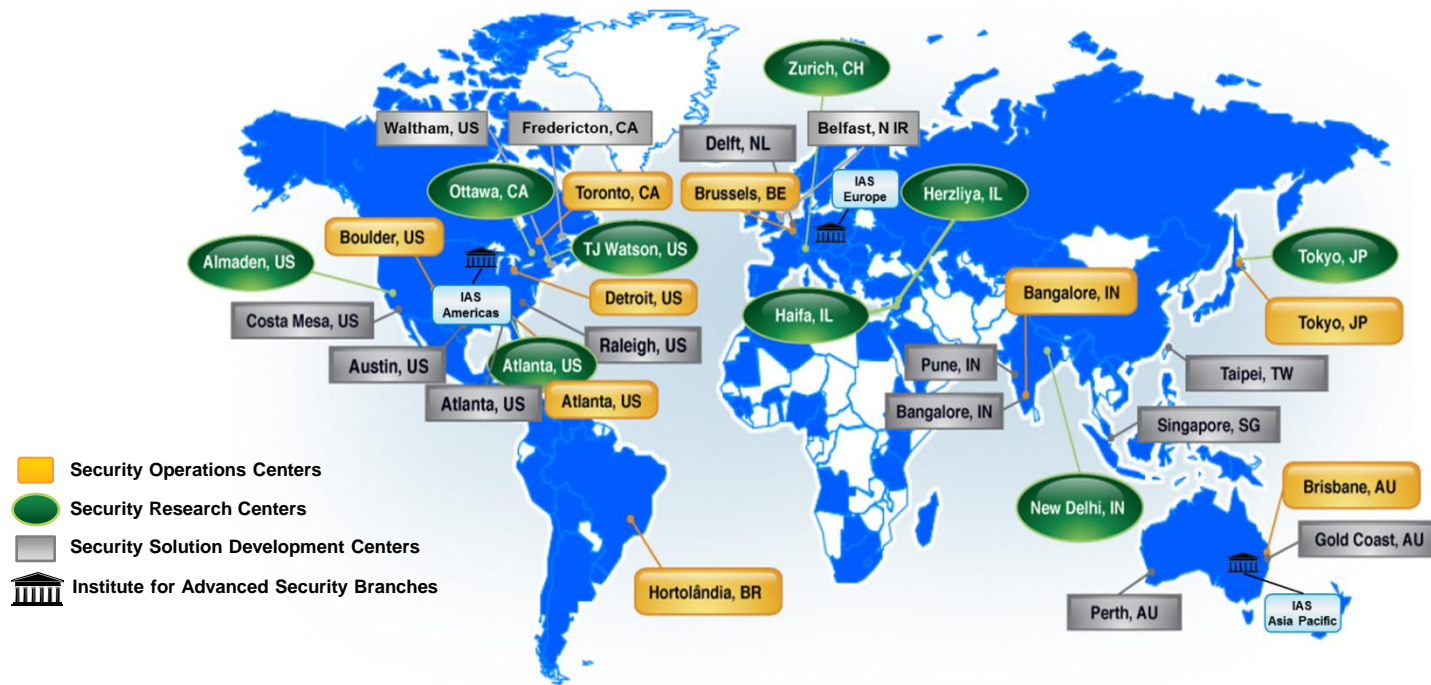 Zurich, CH
Waltham, US
Fredericton, CA
Belfast, N IR
Delft, NL
Ottawa, CA
Toronto, CA
Brussels, BE
IAS
Europe
Herzliya, IL
Boulder, US
TJ Watson, US
Almaden, US
Tokyo, JP
IAS
Americas
Detroit, US
Bangalore, IN
Costa Mesa, US
Haifa, IL
Tokyo, JP
Raleigh, US
Austin, US
Atlanta, US
Pune, IN
Taipei, TW
Atlanta, US
Atlanta, US
Bangalore, IN
Singapore, SG
Security Operations Centers
Security Research Centers
Security Solution Development Centers
Institute for Advanced Security Branches
Brisbane, AU
New Delhi, IN
Gold Coast, AU
Hortolândia, BR
Perth, AU
IAS
Asia Pacific